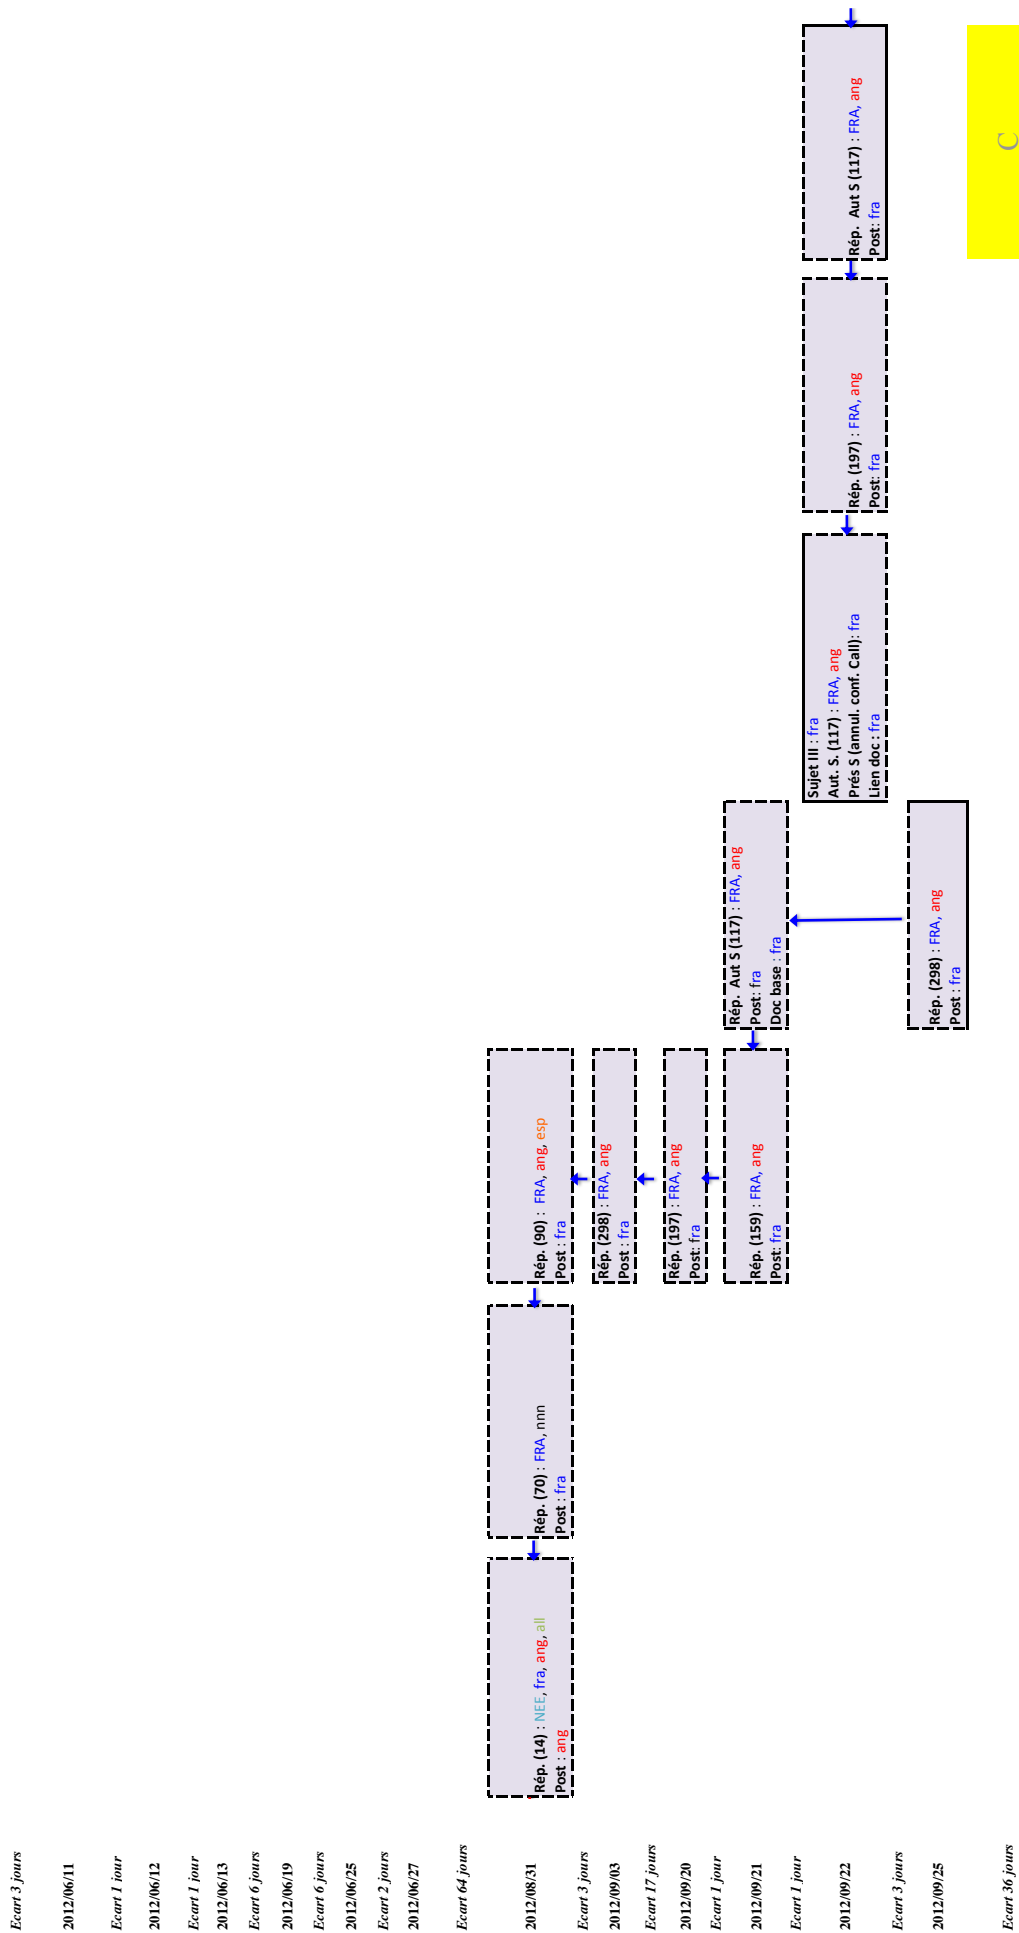 Ecart 3 jours
2012/06/11
Ecart 1 jour
2012/06/12
Ecart 1 jour
2012/06/13
Ecart 6 jours
2012/06/19
Ecart 6 jours
2012/06/25
Ecart 2 jours
2012/06/27
Ecart 64 jours
2012/08/31
Rép. (14) : NEE, fra, ang, all
Post : ang
Rép. (70) : FRA, nnn
Post : fra
Rép. (90) : FRA, ang, esp
Post : fra
Ecart 3 jours
2012/09/03
Rép. (298) : FRA, ang
Post : fra
Ecart 17 jours
2012/09/20
Rép. (197) : FRA, ang
Post: fra
Ecart 1 jour
2012/09/21
Rép. (159) : FRA, ang
Post: fra
Rép. Aut S (117) : FRA, ang
Post: fra
Doc base : fra
Ecart 1 jour
2012/09/22
Sujet III : fra
Aut. S. (117) : FRA, ang
Prés S (annul. conf. Call): fra
Lien doc : fra
Rép. (197) : FRA, ang
Post: fra
Rép. Aut S (117) : FRA, ang
Post: fra
Ecart 3 jours
2012/09/25
Rép. (298) : FRA, ang
Post : fra
Ecart 36 jours
C